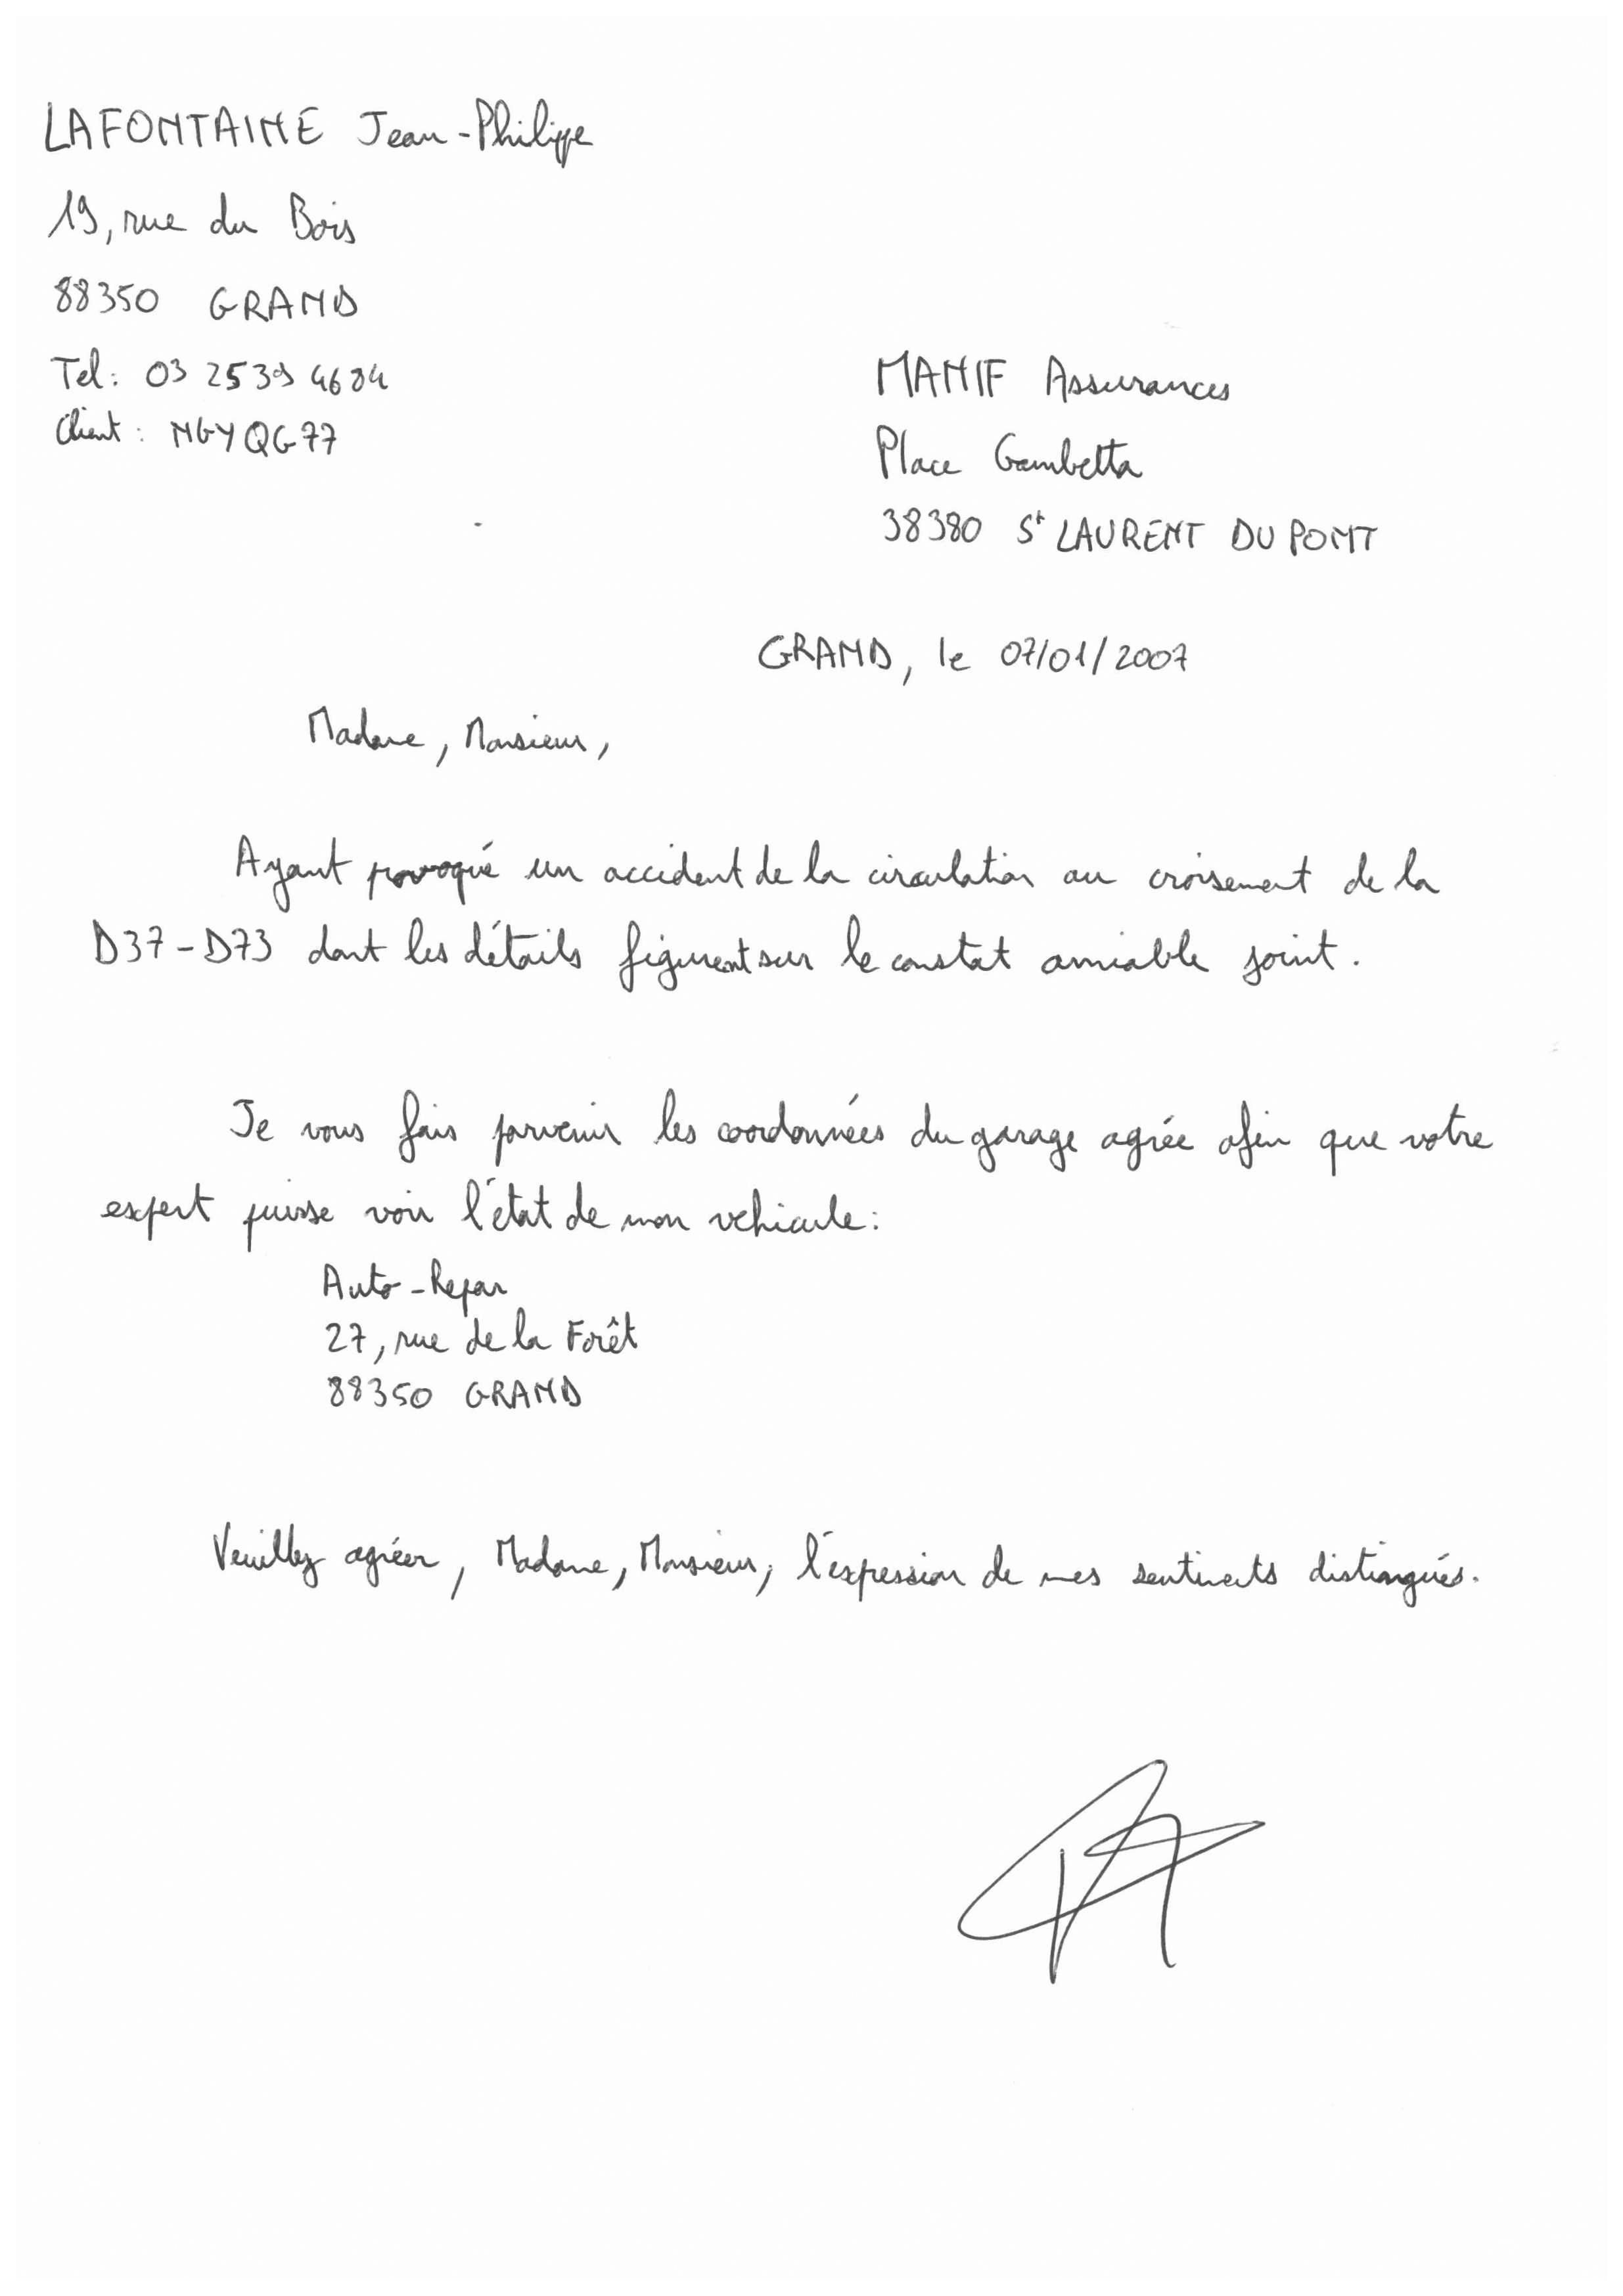 LAFONTAINE Jean-Philippe
19, rue du Bois
88350 GRAND
Tel: 03 25 39 46 84
Client: NGYQG77
MANIF Assurances
Place Gambetta
38380 St LAURENT DU PONT
GRAND, le 07/01/2007
Madame, Monsieur,
Ayant provoqué un accident de la circulation au croisement de la
D37-D73 dont les détails figurent sur le constat amiable joint.
Je vous fais parvenir les coordonnées du garage agrée afin que votre
expert puisse voir l'état de mon vehicule:
Auto-Repar
27, rue de la Forêt
88350 GRAND
Veuillez agréer, Madame, Monsieur, l'expression de mes sentiments distingués.